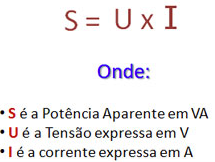 S = U x I
Onde:
• S é a Potência Aparente em VA
• U é a Tensão expressa em V
• I é a corrente expressa em A